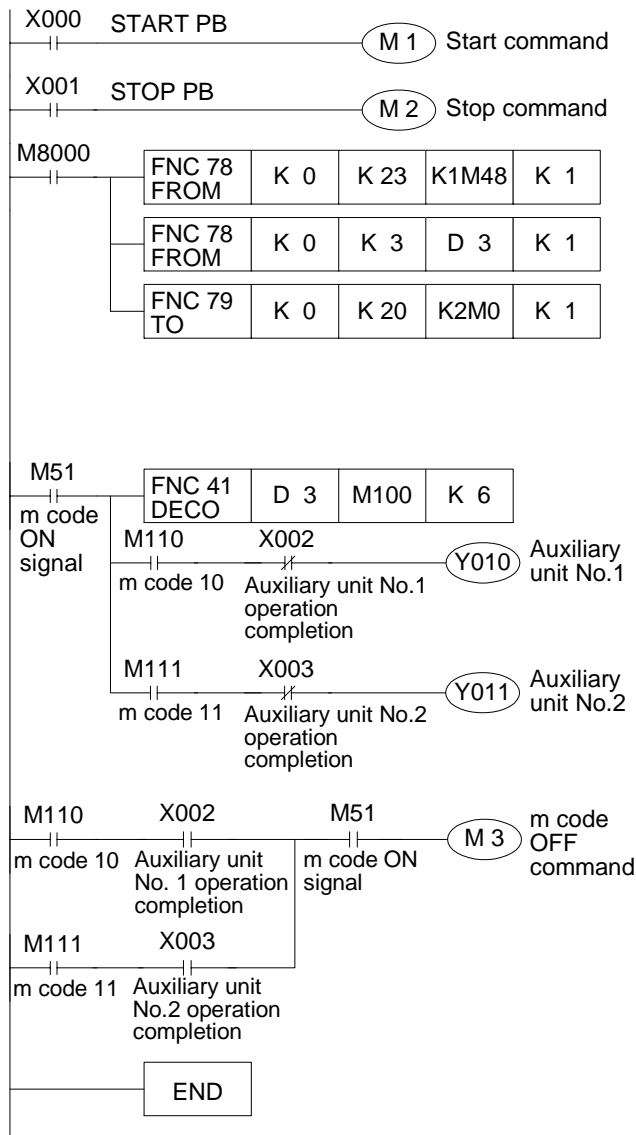 X000 START PB
M 1 Start command
X001 STOP PB
M 2 Stop command
M8000
FNC 78 FROM K 0 K 23 K1M48 K 1
FNC 78 FROM K 0 K 3 D 3 K 1
FNC 79 TO K 0 K 20 K2M0 K 1
M51
m code
ON
signal
FNC 41 DECO D 3 M100 K 6
M110 X002
Y010
Auxiliary
unit No.1
m code 10
Auxiliary unit No.1
operation
completion
M111 X003
Y011
Auxiliary
unit No.2
m code 11
Auxiliary unit No.2
operation
completion
M110 X002 M51
M 3
m code
OFF
command
m code 10
Auxiliary unit
No. 1 operation
completion
m code ON
signal
M111 X003
m code 11
Auxiliary unit
No.2 operation
completion
END